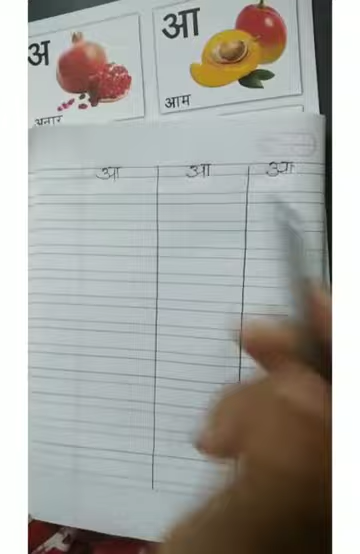 अ आ
अनार आम
आ आ आ